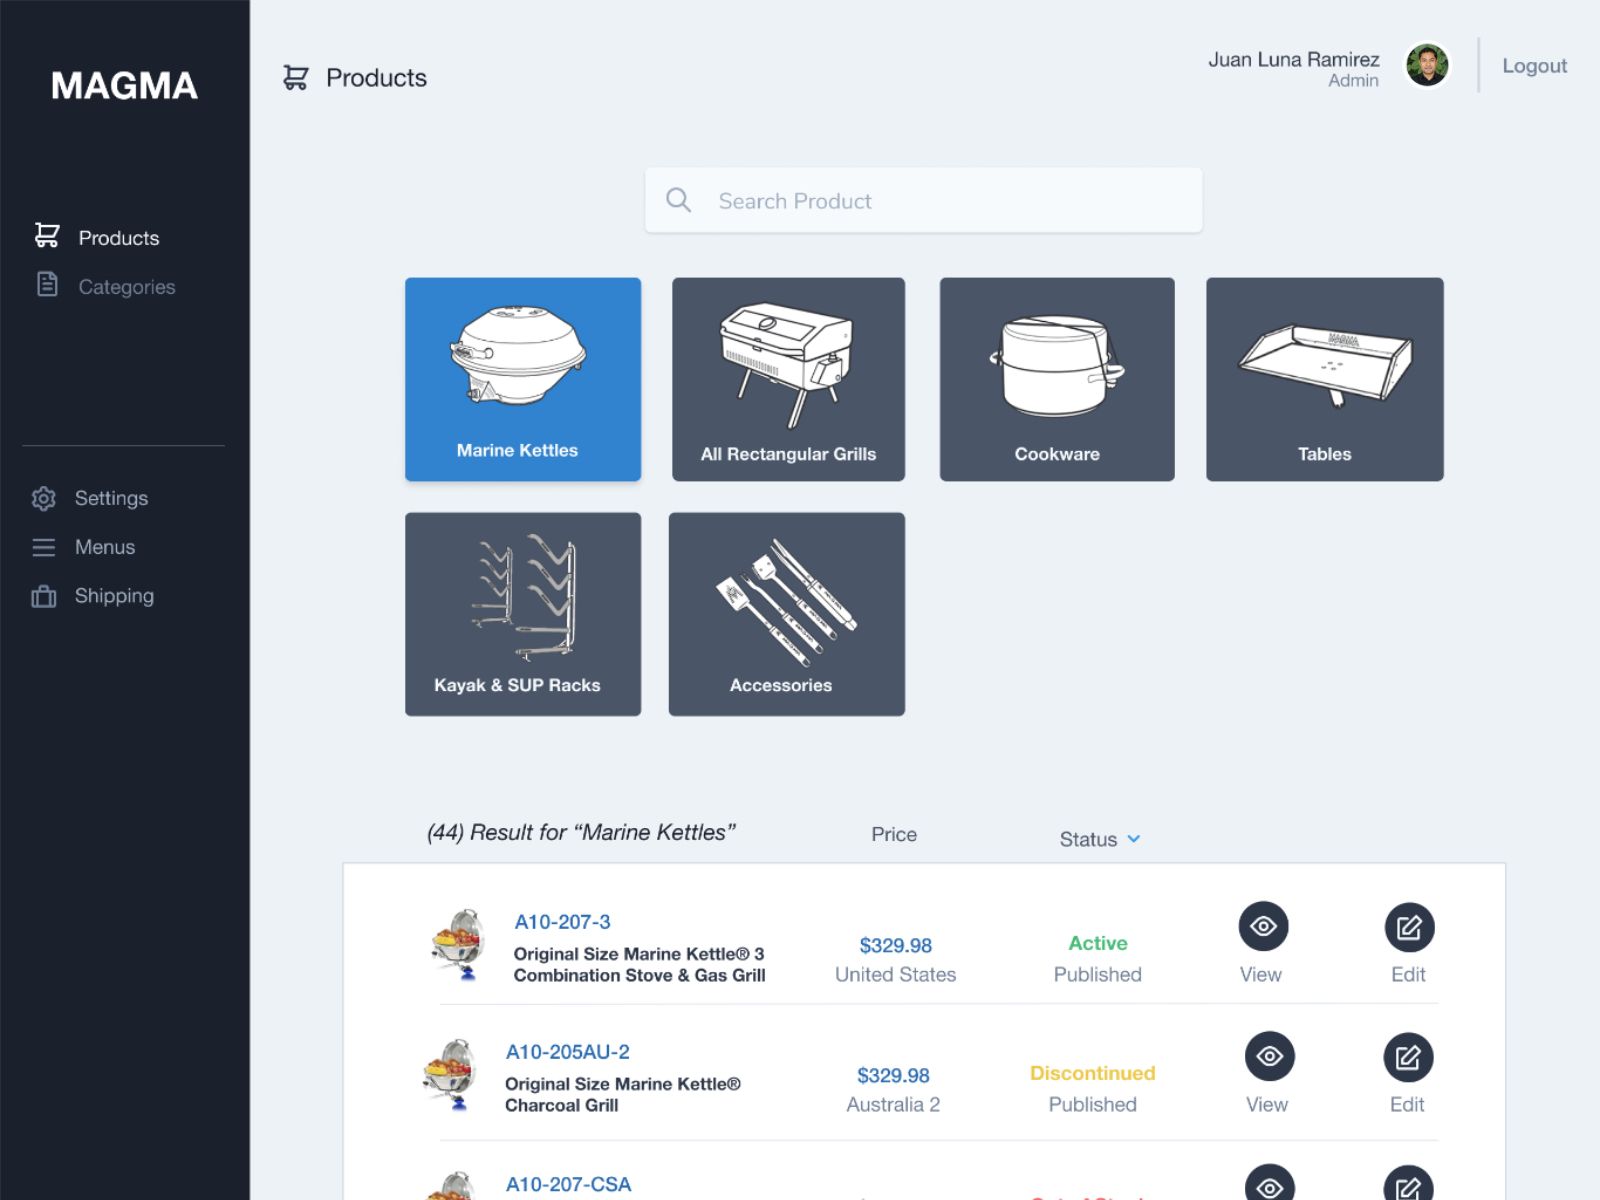 MAGMA
Products
Categories
Settings
Menus
Shipping
Products
Juan Luna Ramirez
Admin
Logout
Search Product
Marine Kettles
All Rectangular Grills
Cookware
MAGMA
Tables
Kayak & SUP Racks
Accessories
(44) Result for “Marine Kettles”
Price
Status
A10-207-3
Original Size Marine Kettle® 3
Combination Stove & Gas Grill
$329.98
United States
Active
Published
View
Edit
A10-205AU-2
Original Size Marine Kettle®
Charcoal Grill
$329.98
Australia 2
Discontinued
Published
View
Edit
A10-207-CSA